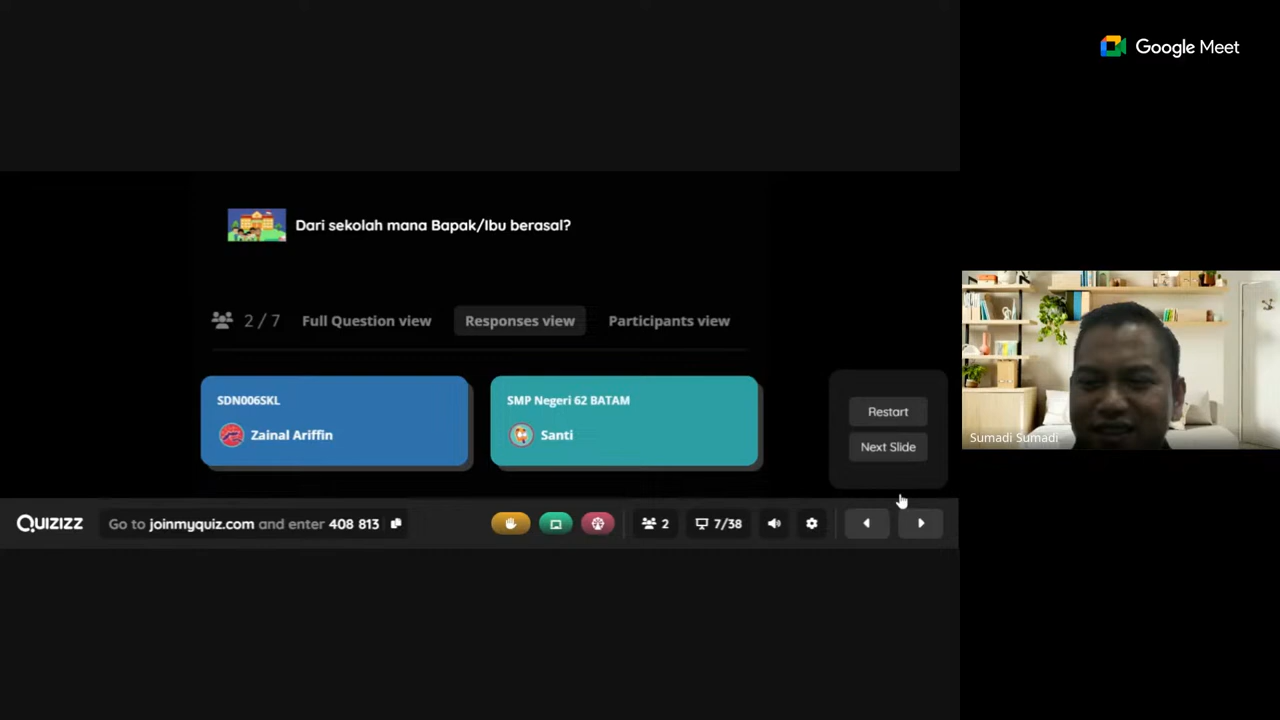 Google Meet
Dari sekolah mana Bapak/Ibu berasal?
2 / 7 Full Question view Responses view Participants view
SDN006SKL
Zainal Ariffin
SMP Negeri 62 BATAM
Santi
Restart
Next Slide
Sumadi Sumadi
QUIZIZZ Go to joinmyquiz.com and enter 408 813 2 7/38